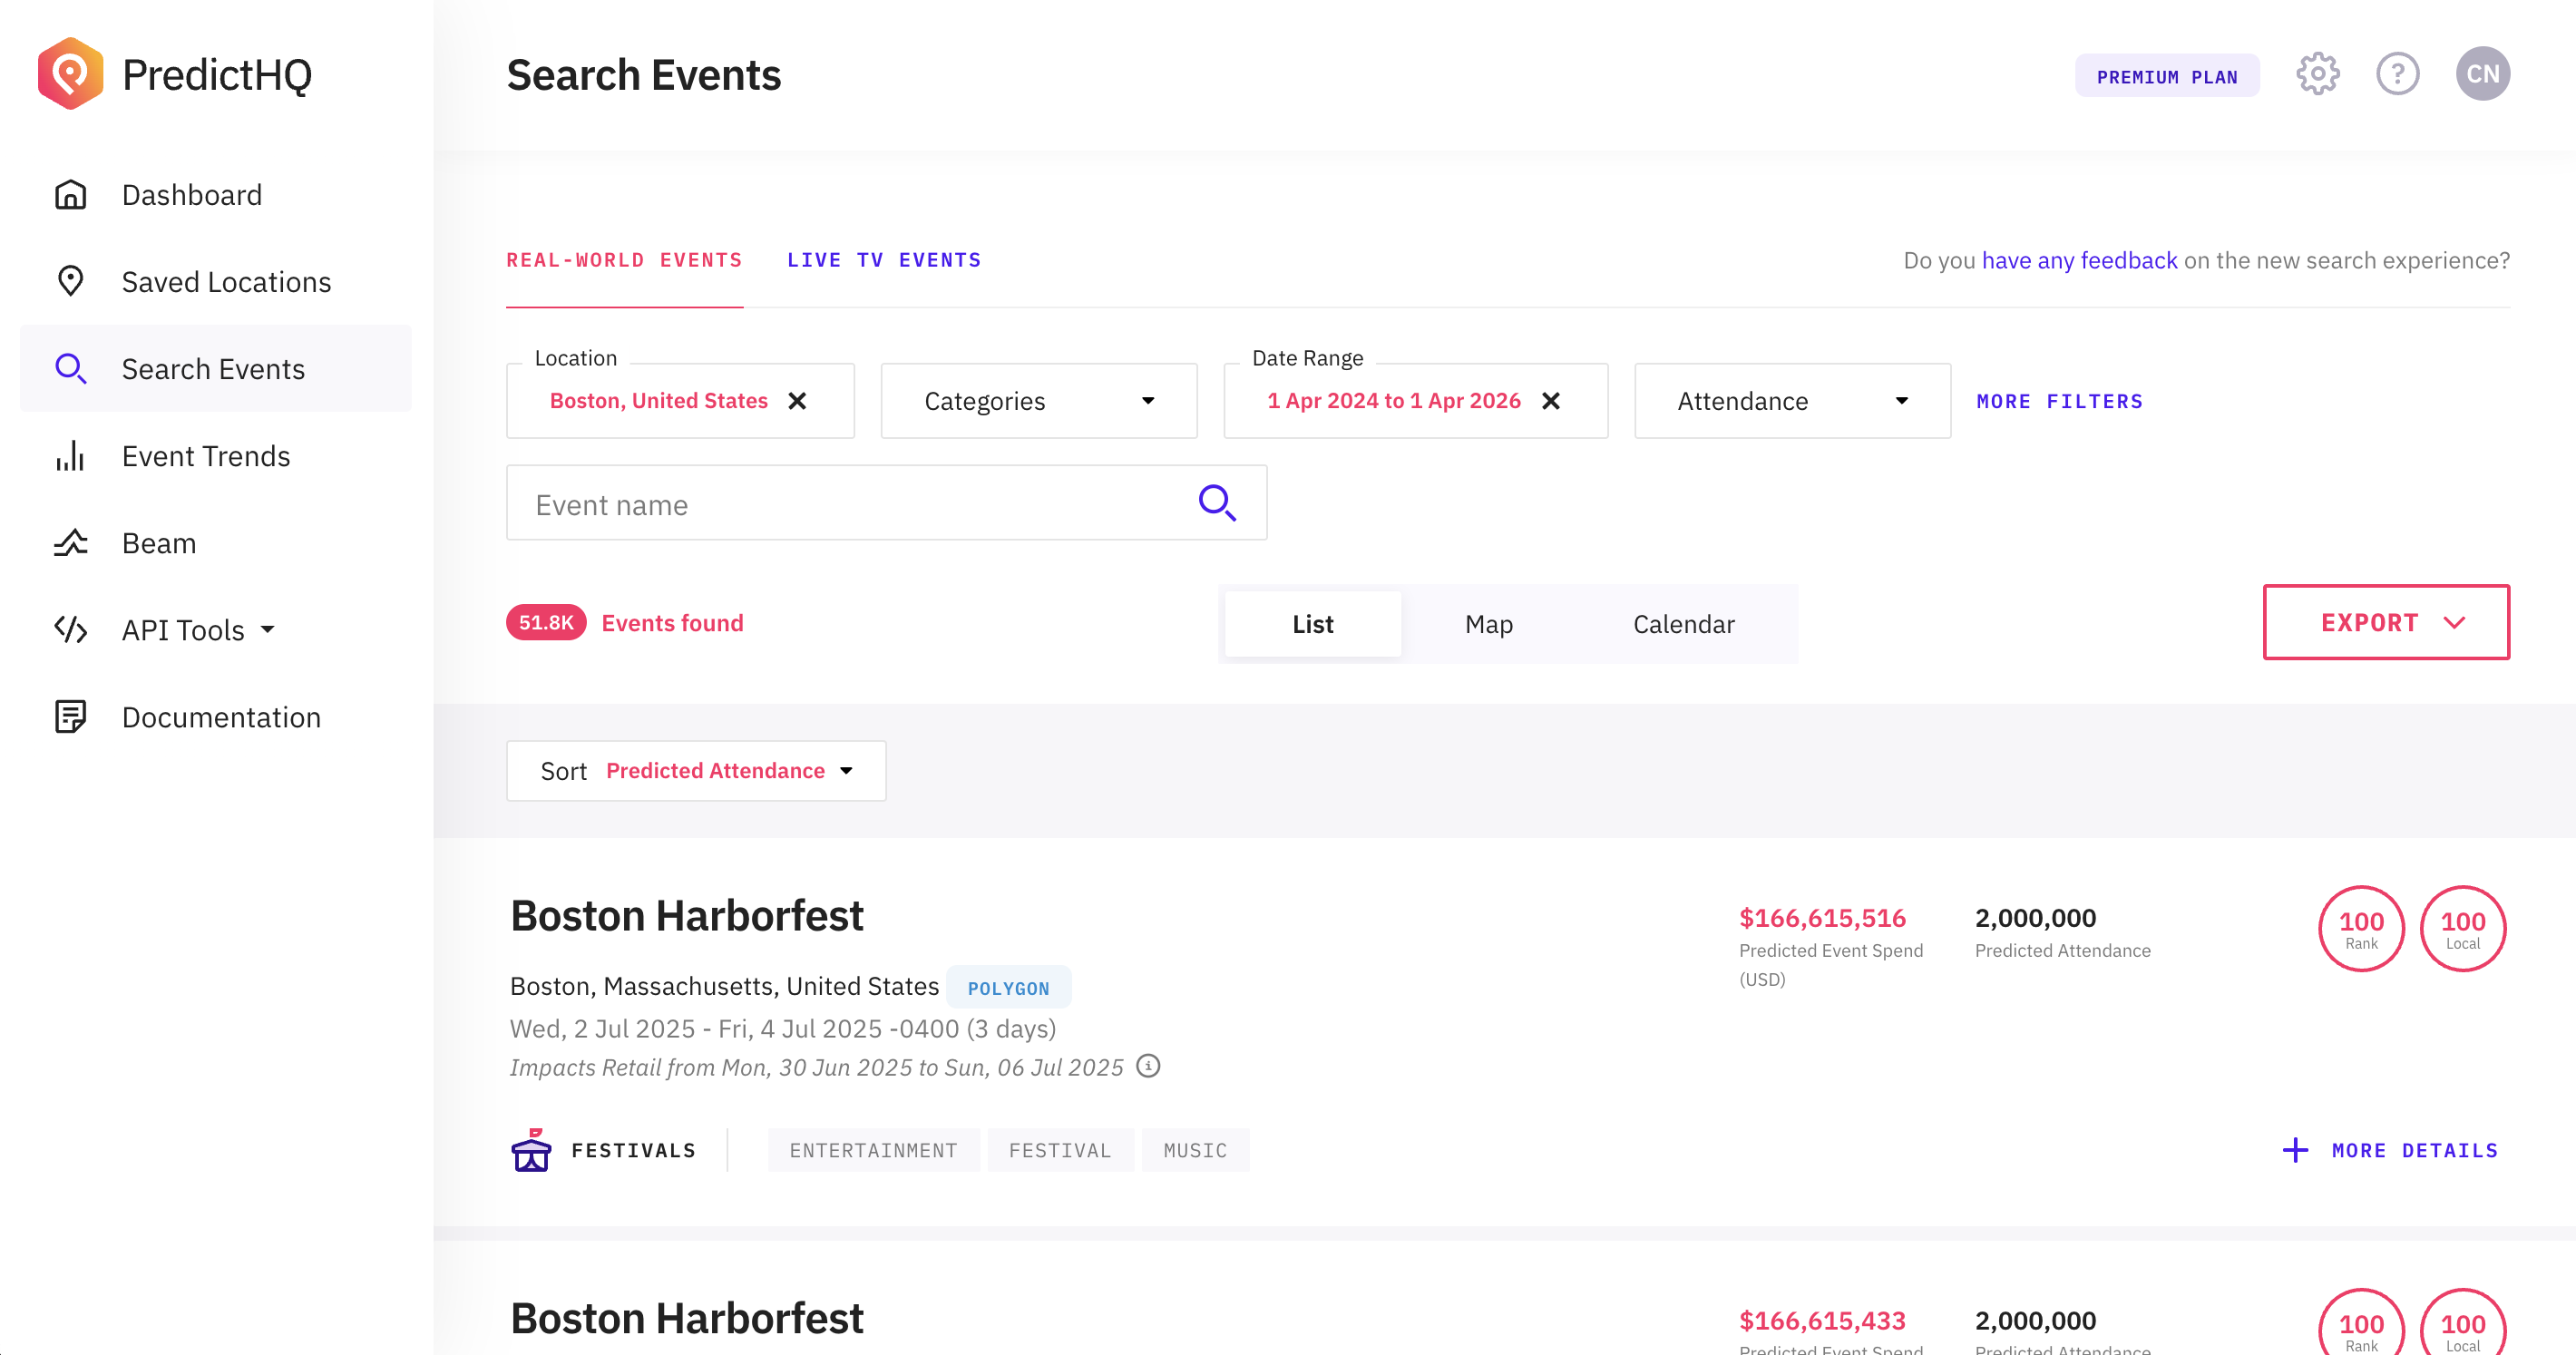 PredictHQ
Search Events
PREMIUM PLAN
?
CN
Dashboard
Saved Locations
Search Events
Event Trends
Beam
API Tools
Documentation
REAL-WORLD EVENTS
LIVE TV EVENTS
Do you have any feedback on the new search experience?
Location
Boston, United States
Categories
Date Range
1 Apr 2024 to 1 Apr 2026
Attendance
MORE FILTERS
Event name
51.8K Events found
List
Map
Calendar
EXPORT
Sort Predicted Attendance
Boston Harborfest
Boston, Massachusetts, United States POLYGON
Wed, 2 Jul 2025 - Fri, 4 Jul 2025 -0400 (3 days)
Impacts Retail from Mon, 30 Jun 2025 to Sun, 06 Jul 2025
$166,615,516
Predicted Event Spend
(USD)
2,000,000
Predicted Attendance
100
Rank
100
Local
FESTIVALS
ENTERTAINMENT
FESTIVAL
MUSIC
MORE DETAILS
Boston Harborfest
$166,615,433
Predicted Event Spend
2,000,000
Predicted Attendance
100
Rank
100
Local